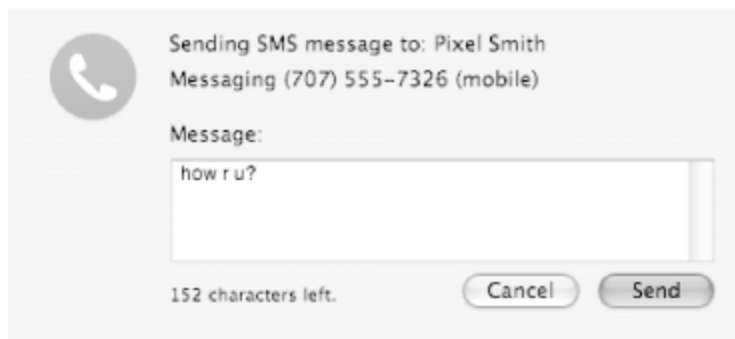 Sending SMS message to: Pixel Smith
Messaging (707) 555-7326 (mobile)
Message:
how r u?
152 characters left.
Cancel
Send